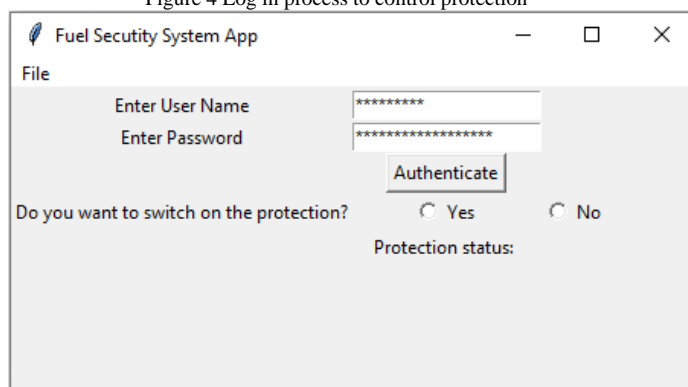 Figure 4 Log in process to control protection
Fuel Secutity System App
File
Enter User Name *********
Enter Password ******************
Authenticate
Do you want to switch on the protection? Yes No
Protection status: